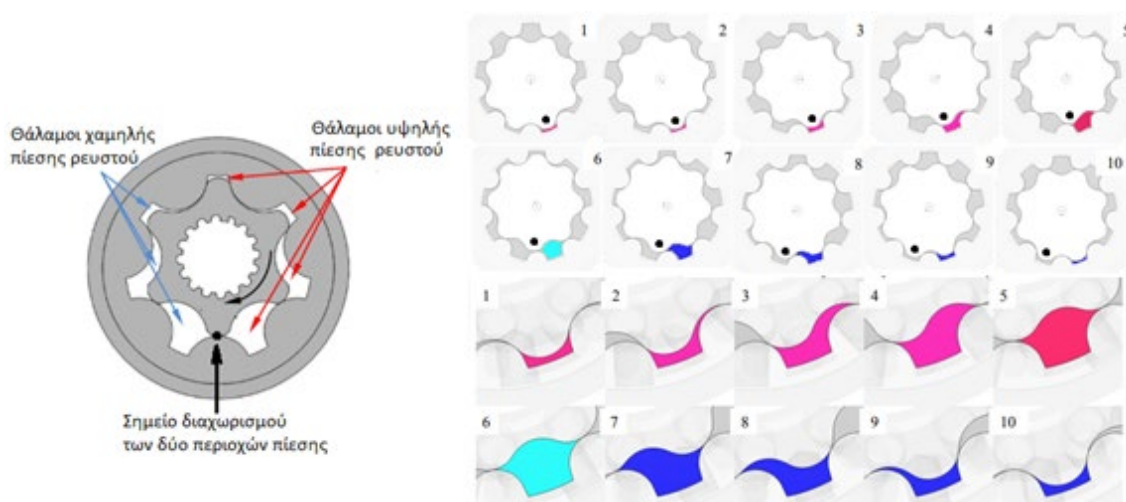 Θάλαμοι χαμηλής
πίεσης ρευστού
Θάλαμοι υψηλής
πίεσης ρευστού
Σημείο διαχωρισμού
των δύο περιοχών πίεσης
1 2 3 4 5
6 7 8 9 10
1 2 3 4 5
6 7 8 9 10